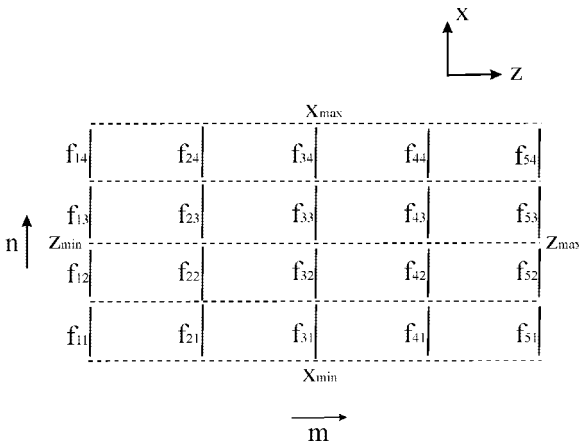 X
Z
Xmax
f14 f24 f34 f44 f54
f13 f23 f33 f43 f53
n Zmin Zmax
f12 f22 f32 f42 f52
f11 f21 f31 f41 f51
Xmin
m